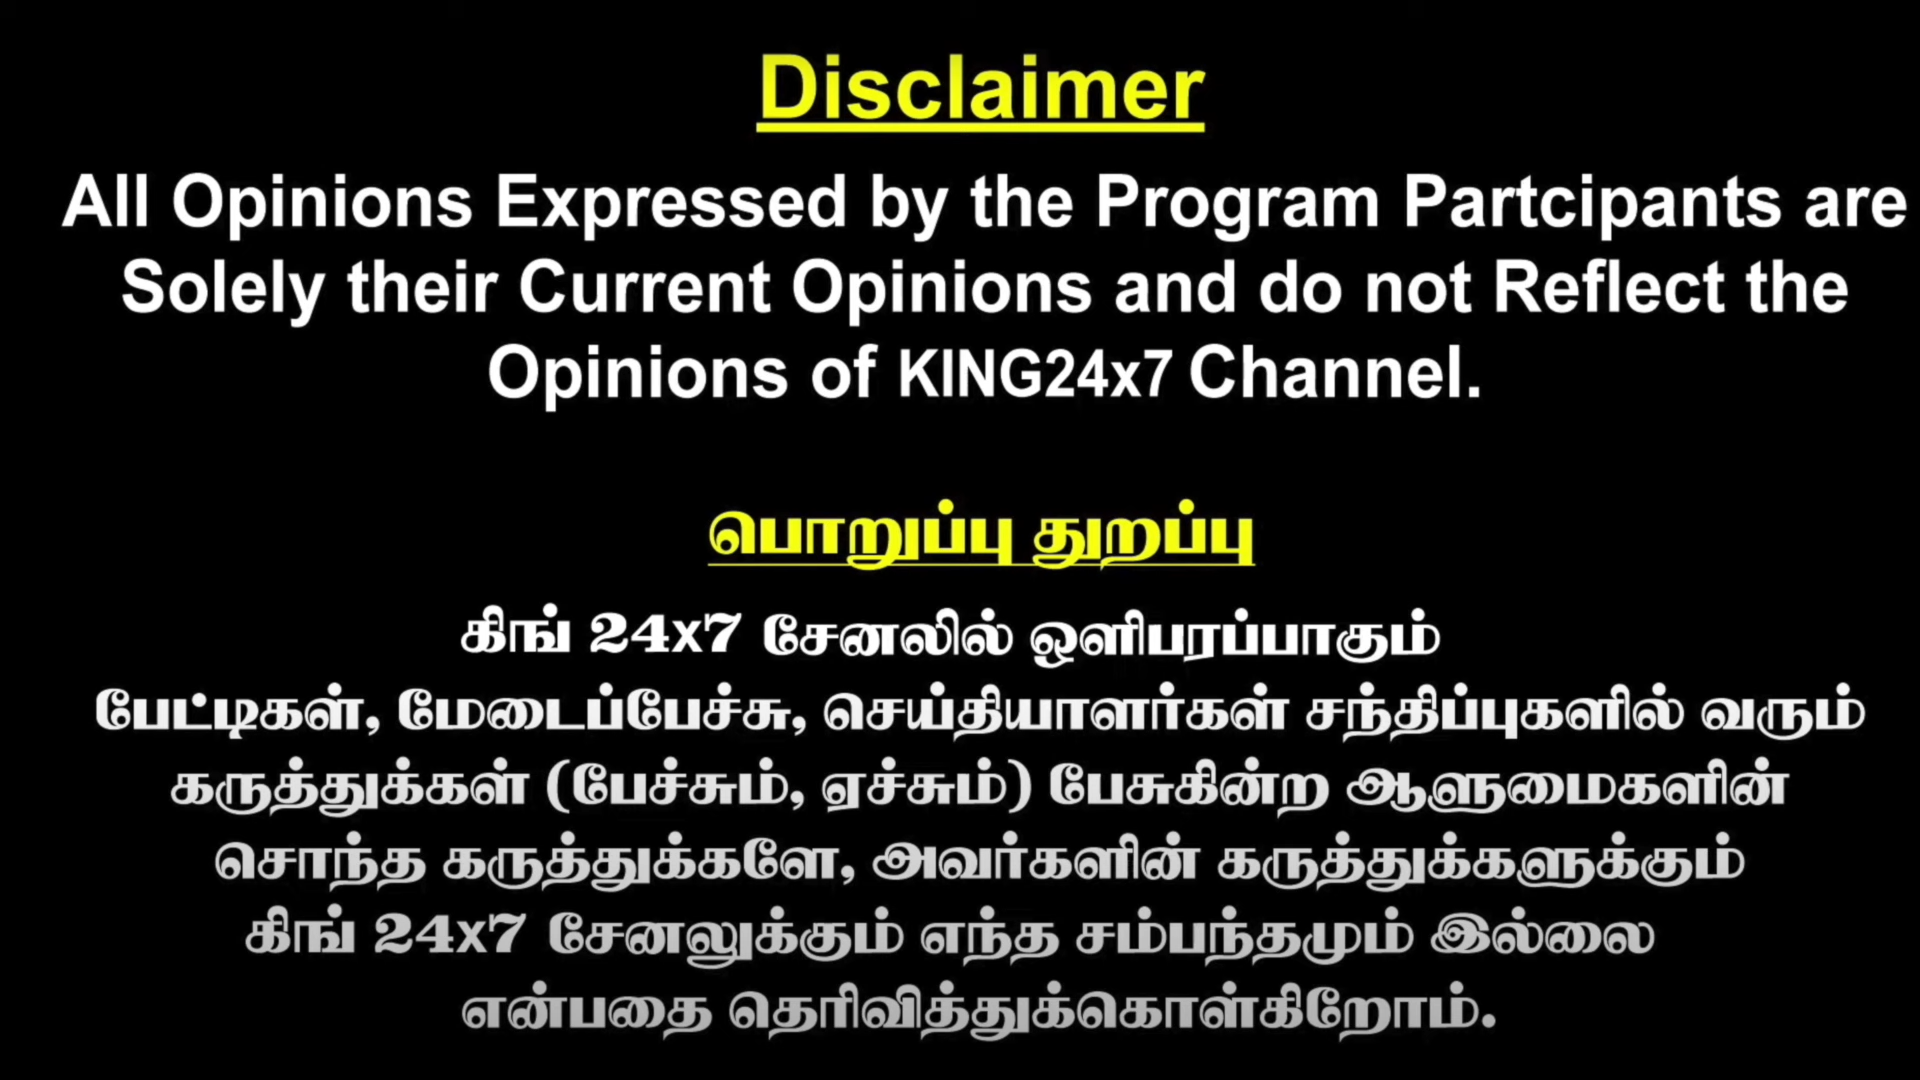 Disclaimer
All Opinions Expressed by the Program Partcipants are
Solely their Current Opinions and do not Reflect the
Opinions of KING24x7 Channel.
பொறுப்பு துறப்பு
கிங் 24x7 சேனலில் ஒளிபரப்பாகும்
பேட்டிகள், மேடைப்பேச்சு, செய்தியாளர்கள் சந்திப்புகளில் வரும்
கருத்துக்கள் (பேச்சும், ஏச்சும்) பேசுகின்ற ஆளுமைகளின்
சொந்த கருத்துக்களே, அவர்களின் கருத்துக்களுக்கும்
கிங் 24x7 சேனலுக்கும் எந்த சம்பந்தமும் இல்லை
என்பதை தெரிவித்துக்கொள்கிறோம்.